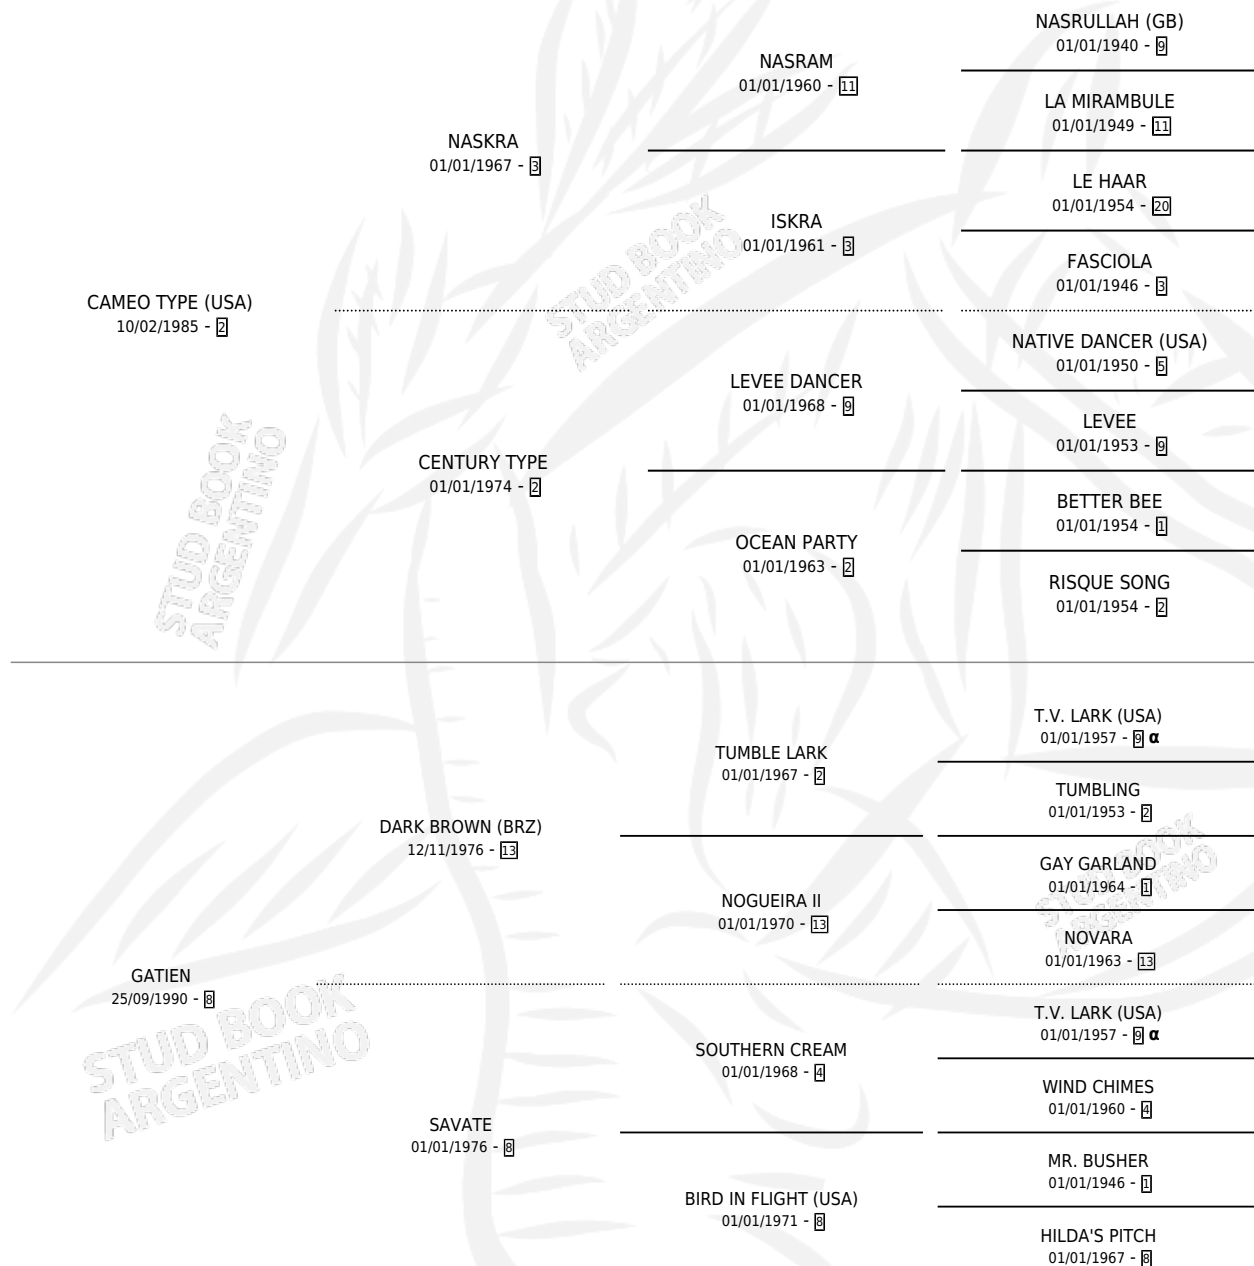 NASRULLAH (GB)
01/01/1940 - 9
NASRAM
01/01/1960 - 11
LA MIRAMBULE
01/01/1949 - 11
NASKRA
01/01/1967 - 3
LE HAAR
01/01/1954 - 20
ISKRA
01/01/1961 - 3
FASCIOLA
01/01/1946 - 3
CAMEO TYPE (USA)
10/02/1985 - 2
NATIVE DANCER (USA)
01/01/1950 - 5
LEVEE DANCER
01/01/1968 - 9
LEVEE
01/01/1953 - 9
CENTURY TYPE
01/01/1974 - 2
BETTER BEE
01/01/1954 - 1
OCEAN PARTY
01/01/1963 - 2
RISQUE SONG
01/01/1954 - 2
T.V. LARK (USA)
01/01/1957 - 9 α
TUMBLE LARK
01/01/1967 - 2
TUMBLING
01/01/1953 - 2
DARK BROWN (BRZ)
12/11/1976 - 13
GAY GARLAND
01/01/1964 - 1
NOGUEIRA II
01/01/1970 - 13
NOVARA
01/01/1963 - 13
GATIEN
25/09/1990 - 8
T.V. LARK (USA)
01/01/1957 - 9 α
SOUTHERN CREAM
01/01/1968 - 4
WIND CHIMES
01/01/1960 - 4
SAVATE
01/01/1976 - 8
MR. BUSHER
01/01/1946 - 1
BIRD IN FLIGHT (USA)
01/01/1971 - 8
HILDA'S PITCH
01/01/1967 - 8
STUD BOOK
ARGENTINO
STUD BOOK
ARGENTINO
STUD BOOK
ARGENTINO
STUD BOOK
ARGENTINO